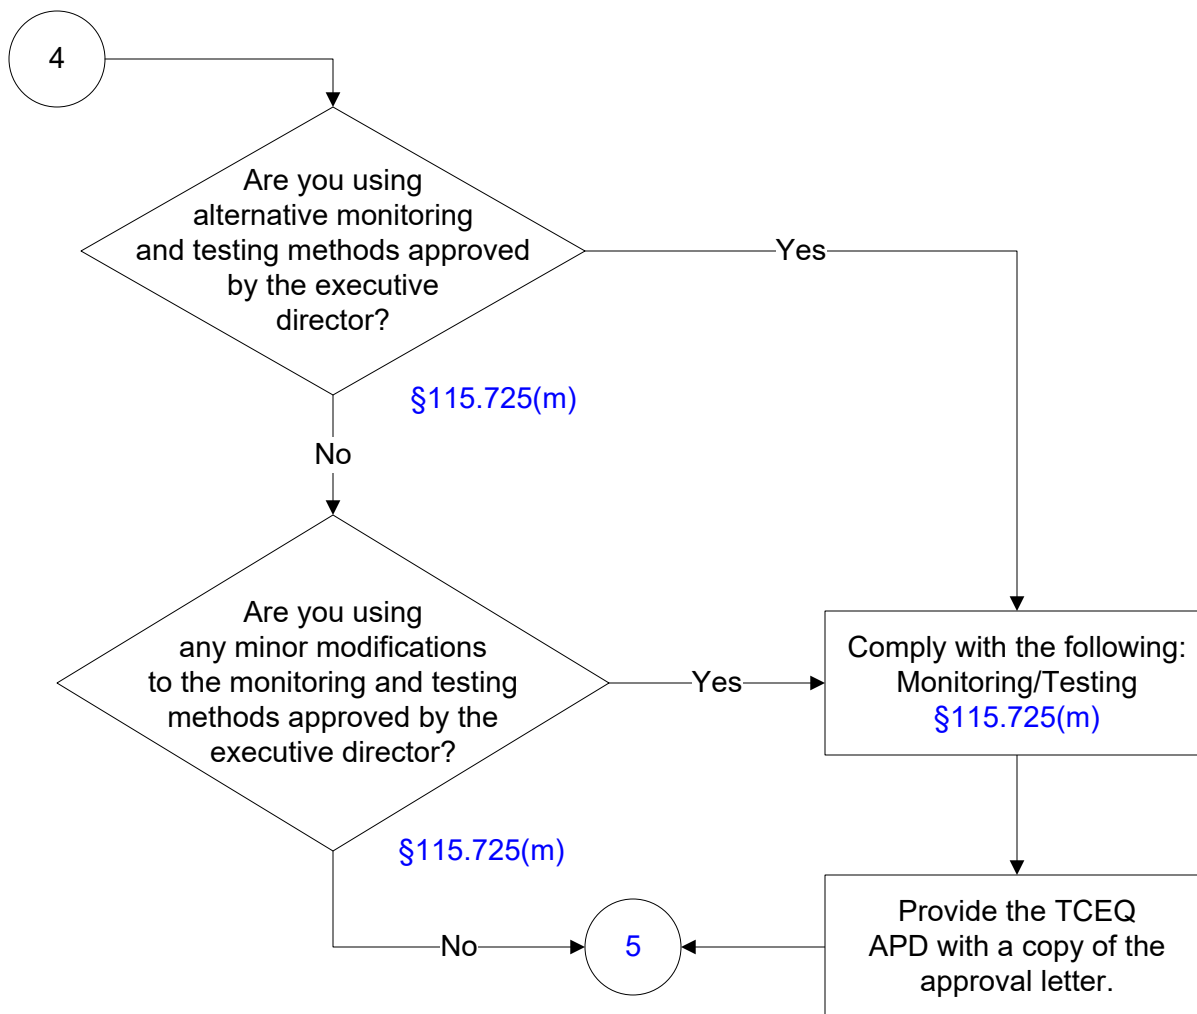 4
Are you using
alternative monitoring
and testing methods approved
by the executive
director?
Yes
§115.725(m)
No
Are you using
any minor modifications
to the monitoring and testing
methods approved by the
executive director?
Yes
Comply with the following:
Monitoring/Testing
§115.725(m)
§115.725(m)
No
5
Provide the TCEQ
APD with a copy of the
approval letter.